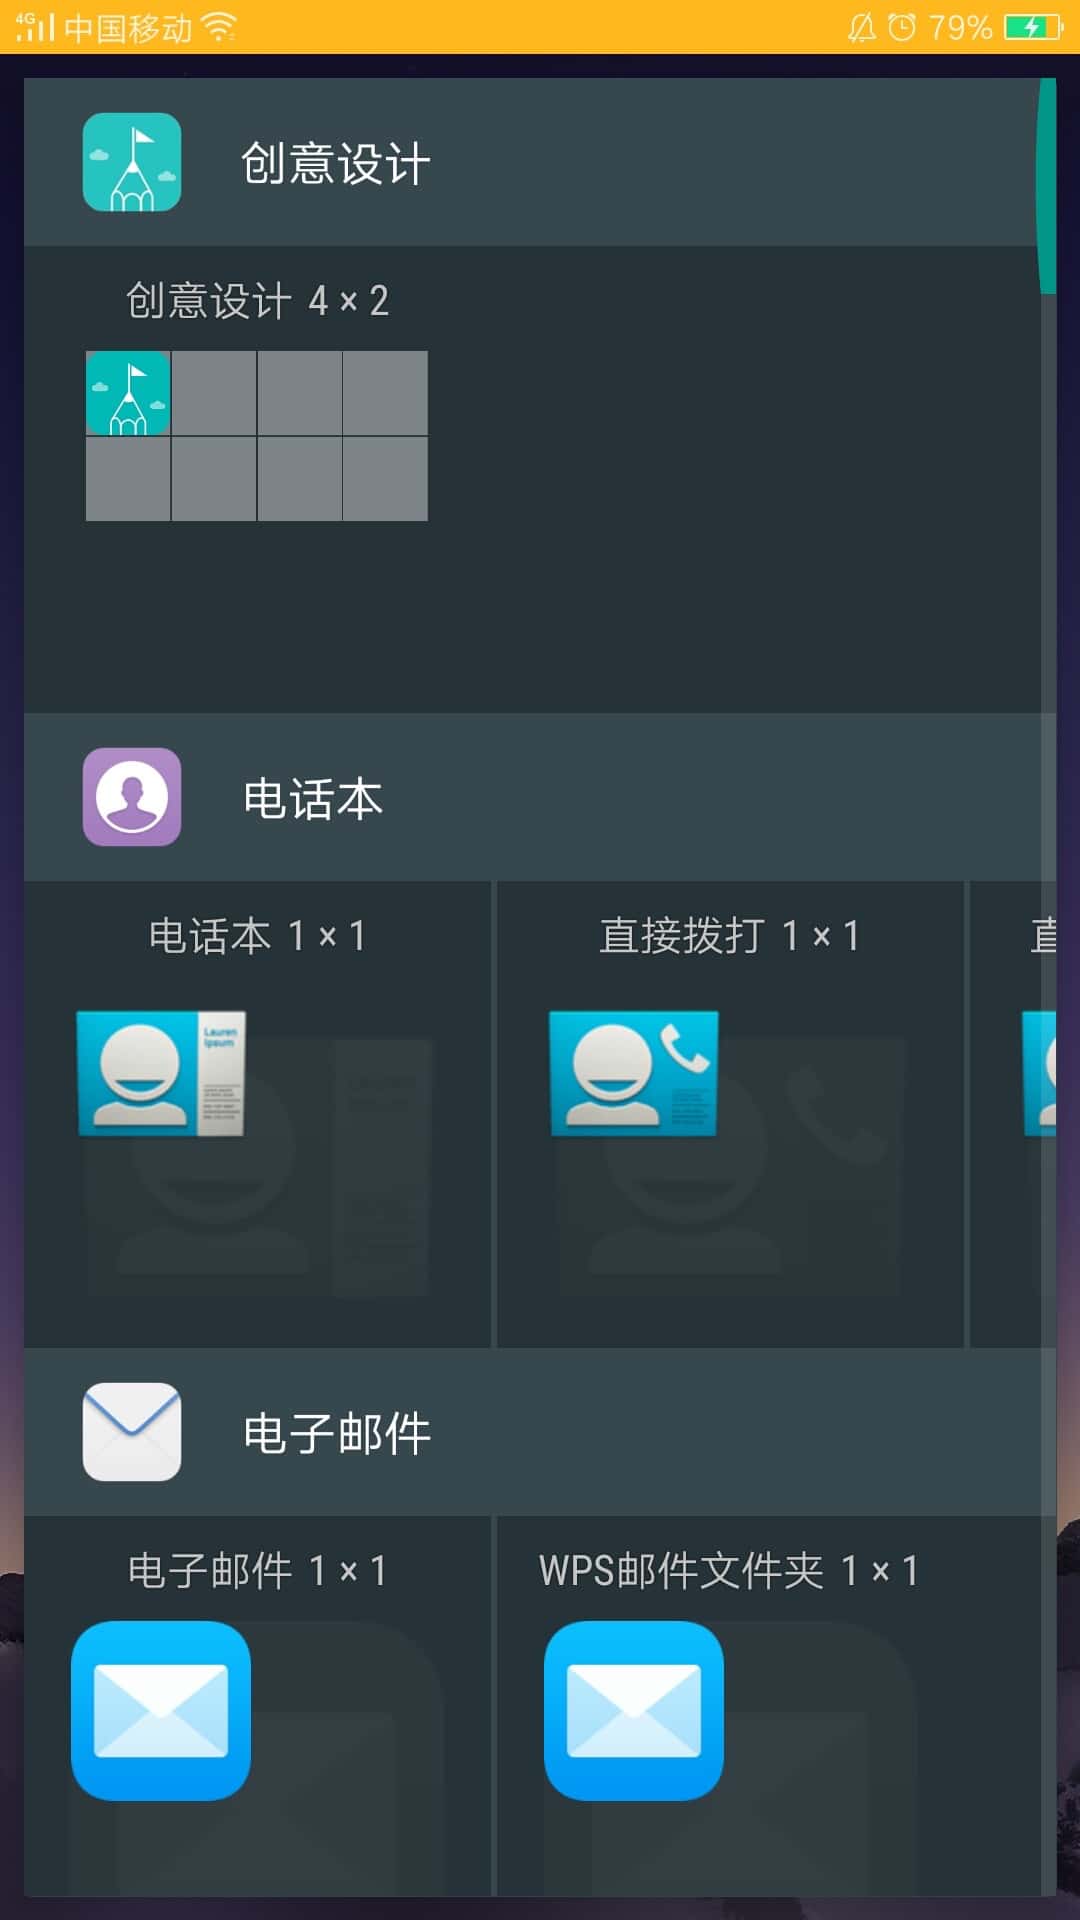 4G 中国移动 79%
创意设计
创意设计 4 × 2
电话本
电话本 1 × 1
直接拨打 1 × 1
直
Lauren
Ipsum
电子邮件
电子邮件 1 × 1
WPS邮件文件夹 1 × 1